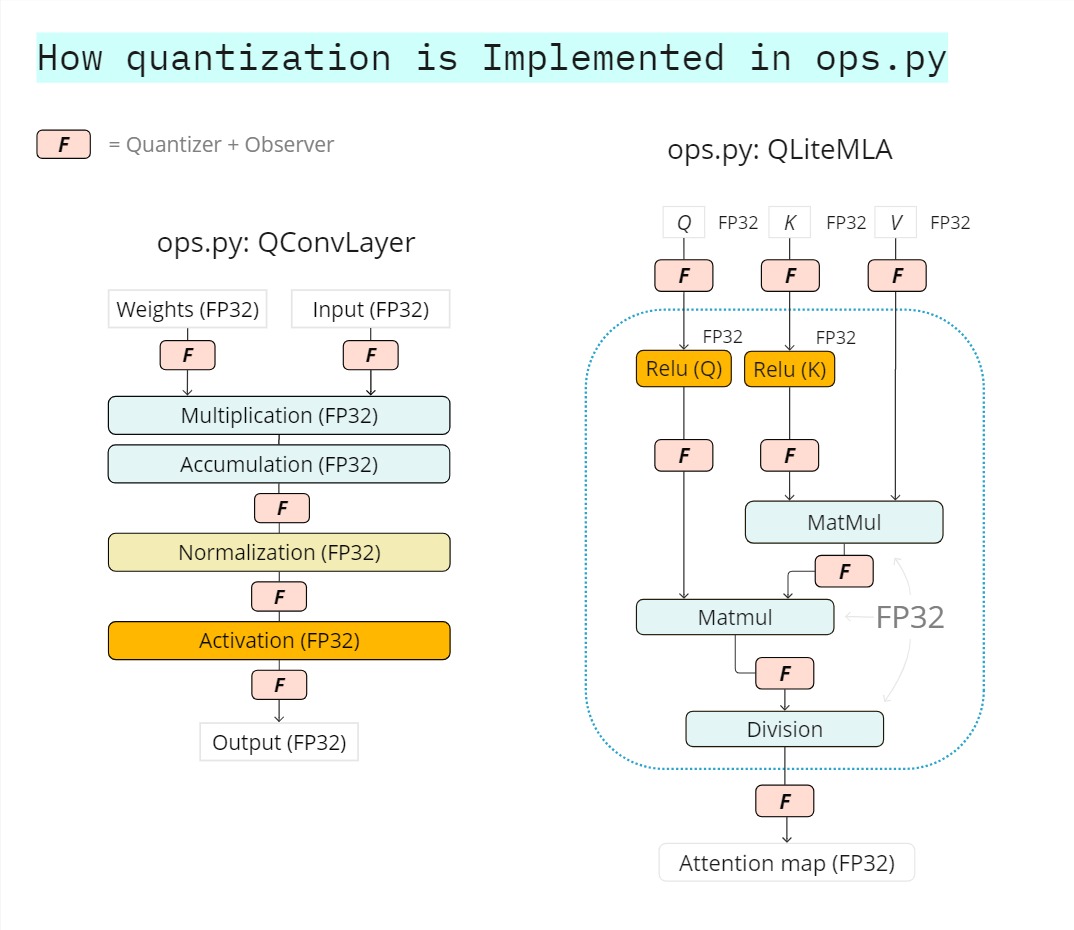 How quantization is Implemented in ops.py
F = Quantizer + Observer
ops.py: QConvLayer
Weights (FP32) Input (FP32)
F F
Multiplication (FP32)
Accumulation (FP32)
F
Normalization (FP32)
F
Activation (FP32)
F
Output (FP32)
ops.py: QLiteMLA
Q FP32 K FP32 V FP32
F F F
FP32 FP32
Relu (Q) Relu (K)
F F
MatMul
F
Matmul FP32
F
Division
F
Attention map (FP32)